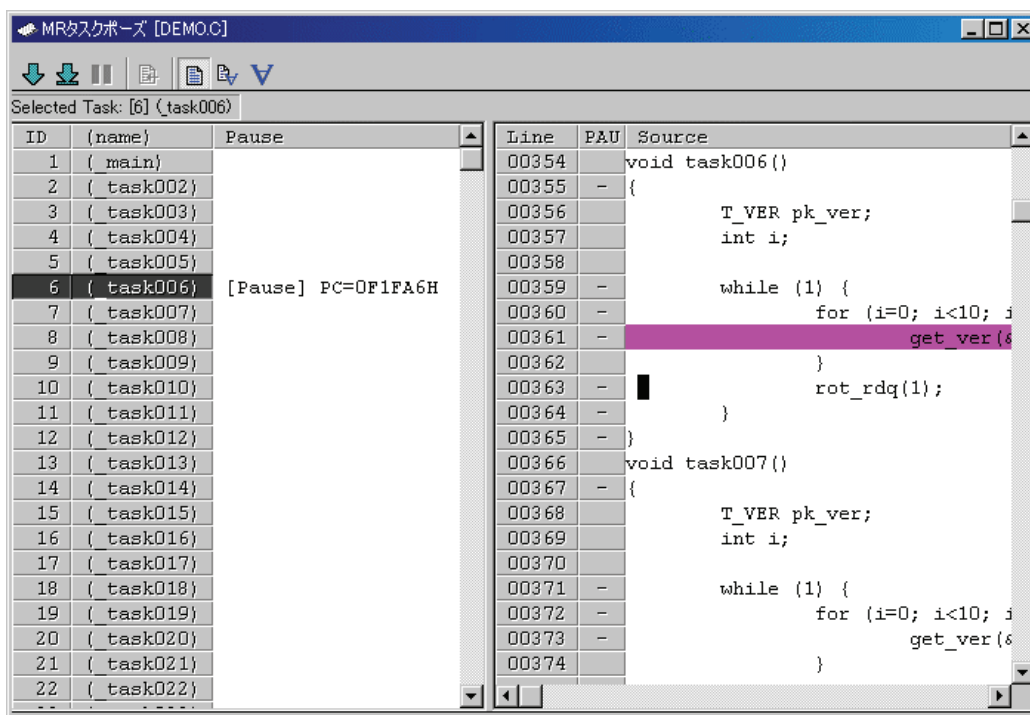 MRタスクポーズ [DEMO.C]
Selected Task: [6] (_task006)
ID (name) Pause
1 (_main)
2 (_task002)
3 (_task003)
4 (_task004)
5 (_task005)
6 (_task006) [Pause] PC=0F1FA6H
7 (_task007)
8 (_task008)
9 (_task009)
10 (_task010)
11 (_task011)
12 (_task012)
13 (_task013)
14 (_task014)
15 (_task015)
16 (_task016)
17 (_task017)
18 (_task018)
19 (_task019)
20 (_task020)
21 (_task021)
22 (_task022)
Line PAU Source
00354 void task006()
00355 - {
00356 T_VER pk_ver;
00357 int i;
00358
00359 - while (1) {
00360 - for (i=0; i<10; i
00361 - get_ver(&
00362 }
00363 - rot_rdq(1);
00364 - }
00365 - }
00366 void task007()
00367 - {
00368 T_VER pk_ver;
00369 int i;
00370
00371 - while (1) {
00372 - for (i=0; i<10; i
00373 - get_ver(&
00374 }